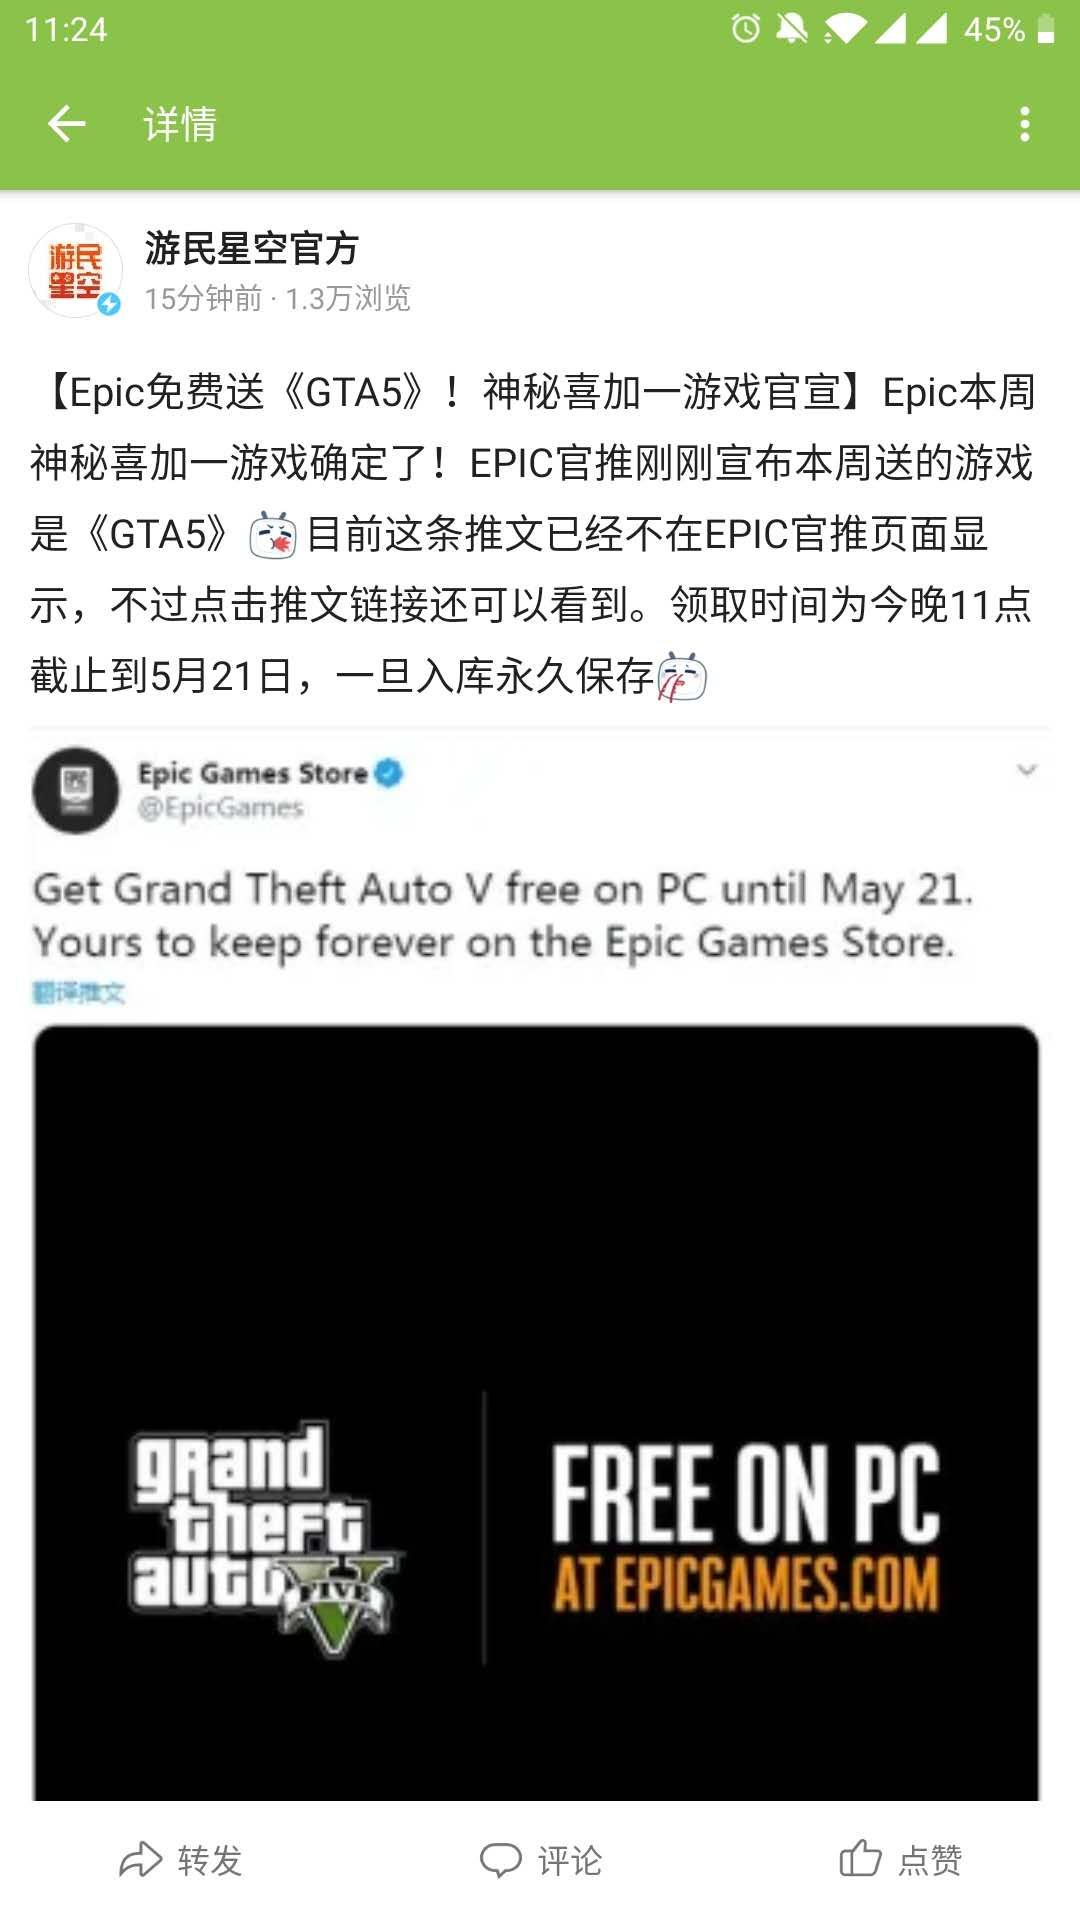 11:24
45%
详情
游民星空
游民星空官方
15分钟前 · 1.3万浏览
【Epic免费送《GTA5》！神秘喜加一游戏官宣】Epic本周
神秘喜加一游戏确定了！EPIC官推刚刚宣布本周送的游戏
是《GTA5》目前这条推文已经不在EPIC官推页面显
示，不过点击推文链接还可以看到。领取时间为今晚11点
截止到5月21日，一旦入库永久保存
EPIC
Epic Games Store
@EpicGames
Get Grand Theft Auto V free on PC until May 21.
Yours to keep forever on the Epic Games Store.
翻译推文
grand
theft
auto V
FIVE
FREE ON PC
AT EPICGAMES.COM
转发
评论
点赞